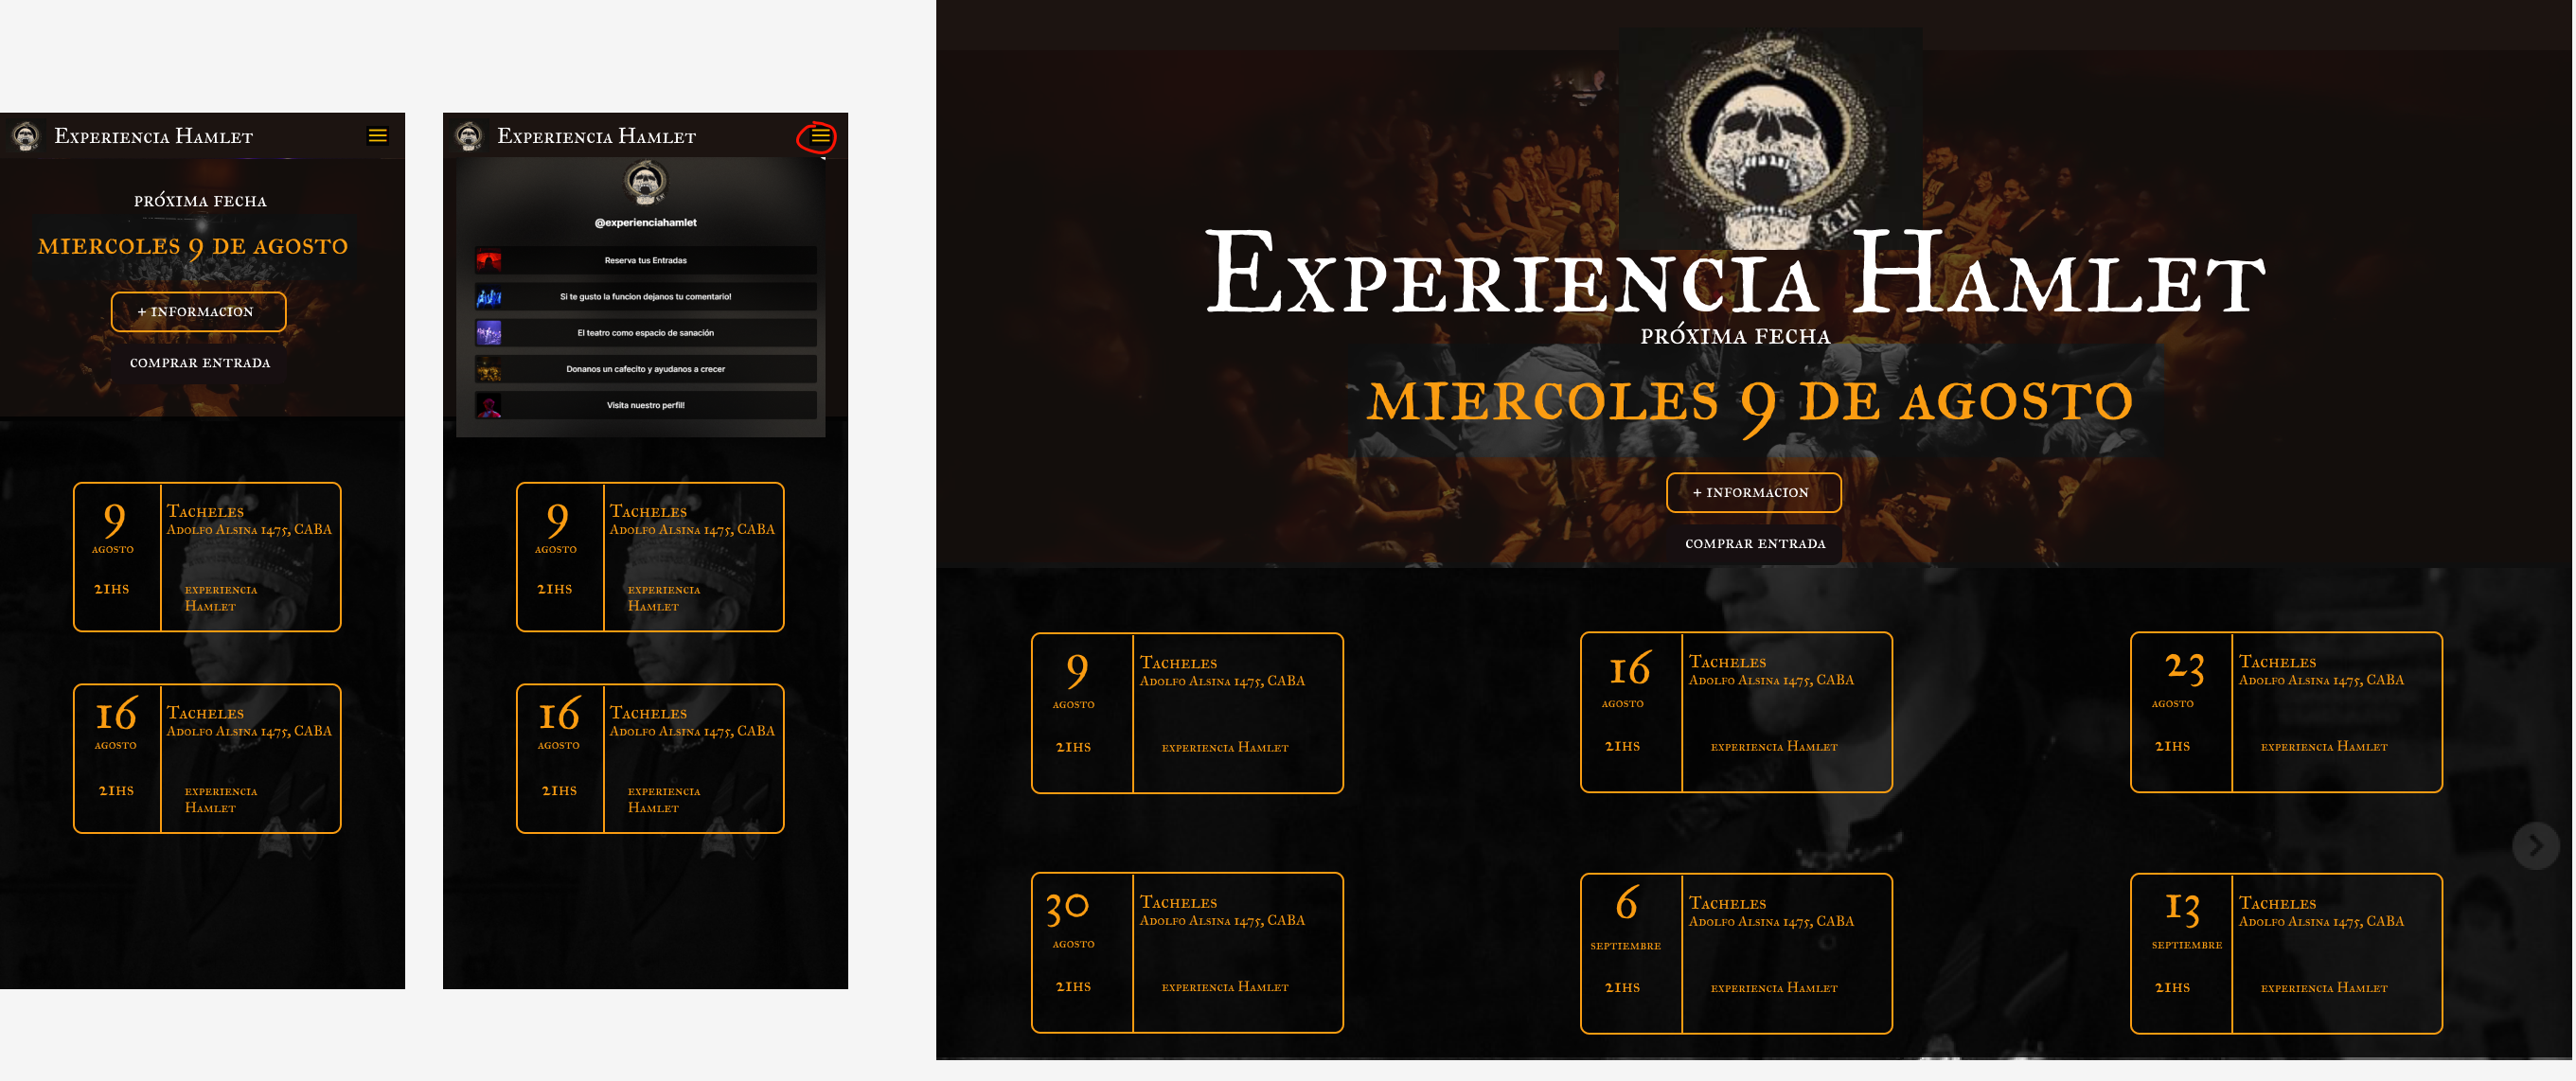 Experiencia Hamlet
próxima fecha
miercoles 9 de agosto
+ informacion
comprar entrada
9
agosto
21hs
Tacheles
Adolfo Alsina 1475, CABA
experiencia
Hamlet
16
agosto
21hs
Tacheles
Adolfo Alsina 1475, CABA
experiencia
Hamlet
Experiencia Hamlet
@experienciahamlet
Reserva tus Entradas
Si te gusto la funcion dejanos tu comentario!
El teatro como espacio de sanación
Donanos un cafecito y ayudanos a crecer
Visita nuestro perfil!
9
agosto
21hs
Tacheles
Adolfo Alsina 1475, CABA
experiencia
Hamlet
16
agosto
21hs
Tacheles
Adolfo Alsina 1475, CABA
experiencia
Hamlet
Experiencia Hamlet
próxima fecha
miercoles 9 de agosto
+ informacion
comprar entrada
9
agosto
21hs
Tacheles
Adolfo Alsina 1475, CABA
experiencia Hamlet
16
agosto
21hs
Tacheles
Adolfo Alsina 1475, CABA
experiencia Hamlet
23
agosto
21hs
Tacheles
Adolfo Alsina 1475, CABA
experiencia Hamlet
30
agosto
21hs
Tacheles
Adolfo Alsina 1475, CABA
experiencia Hamlet
6
septiembre
21hs
Tacheles
Adolfo Alsina 1475, CABA
experiencia Hamlet
13
septiembre
21hs
Tacheles
Adolfo Alsina 1475, CABA
experiencia Hamlet